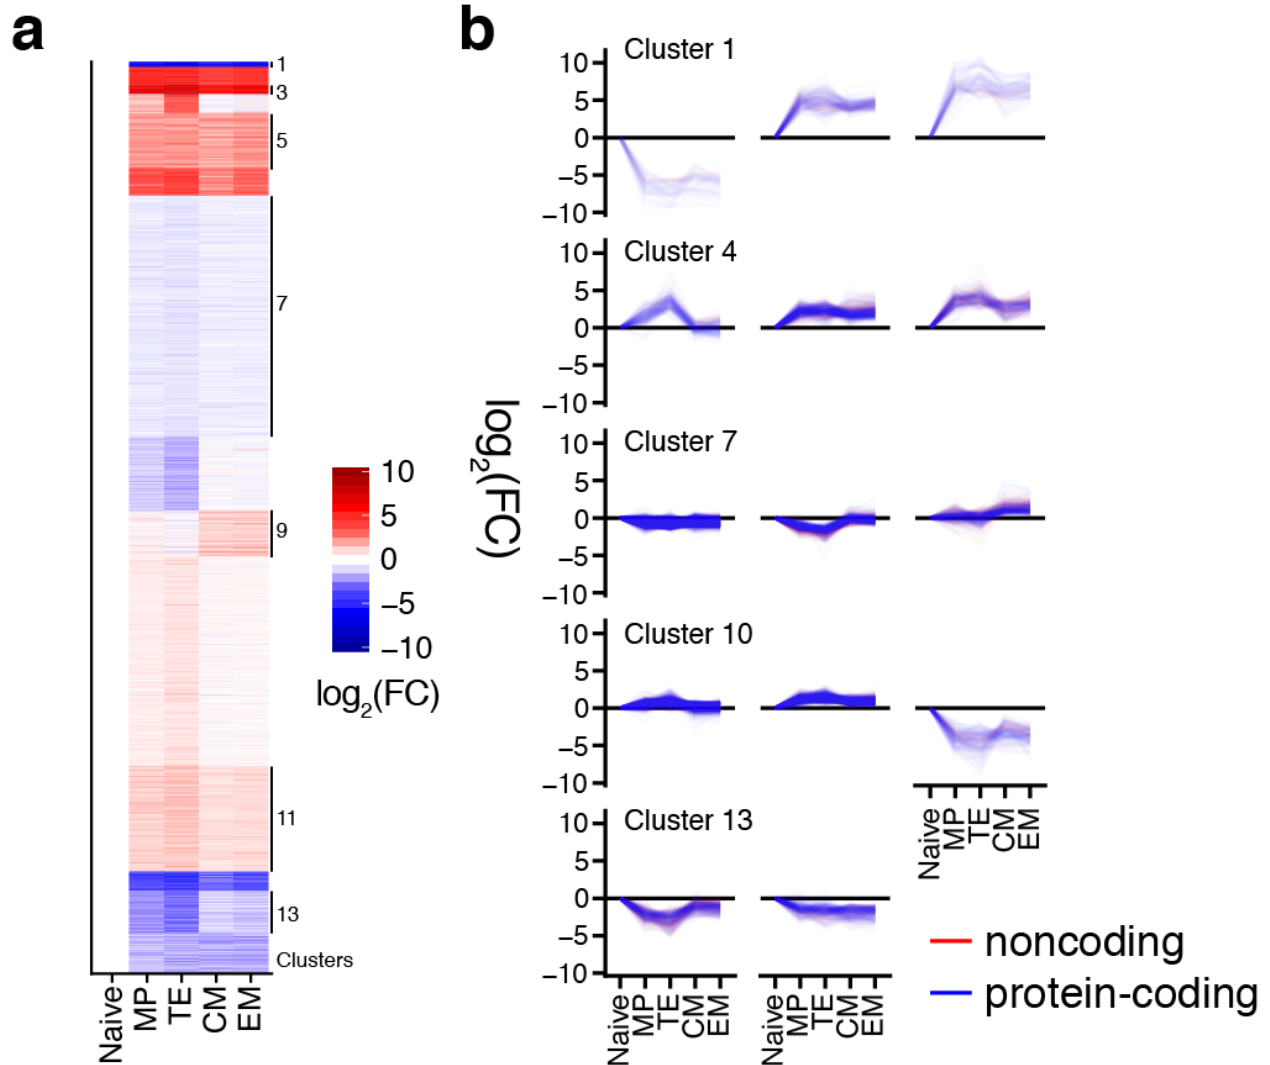 a
1
3
5
7
9
11
13
Clusters
Naive
MP
TE
CM
EM
10
5
0
−5
−10
log2(FC)
b
log2(FC)
Cluster 1
10
5
0
−5
−10
Cluster 4
10
5
0
−5
−10
Cluster 7
10
5
0
−5
−10
Cluster 10
10
5
0
−5
−10
Naive
MP
TE
CM
EM
Cluster 13
10
5
0
−5
−10
Naive
MP
TE
CM
EM
Naive
MP
TE
CM
EM
noncoding
protein-coding